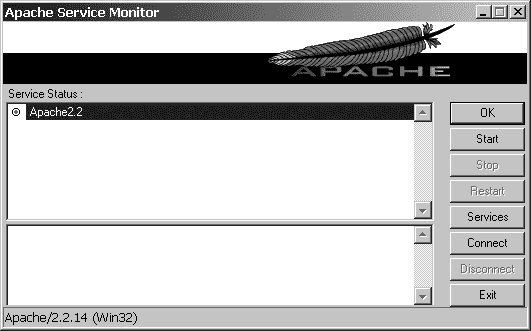 Apache Service Monitor
APACHE
Service Status :
Apache2.2
OK
Start
Stop
Restart
Services
Connect
Disconnect
Exit
Apache/2.2.14 (Win32)